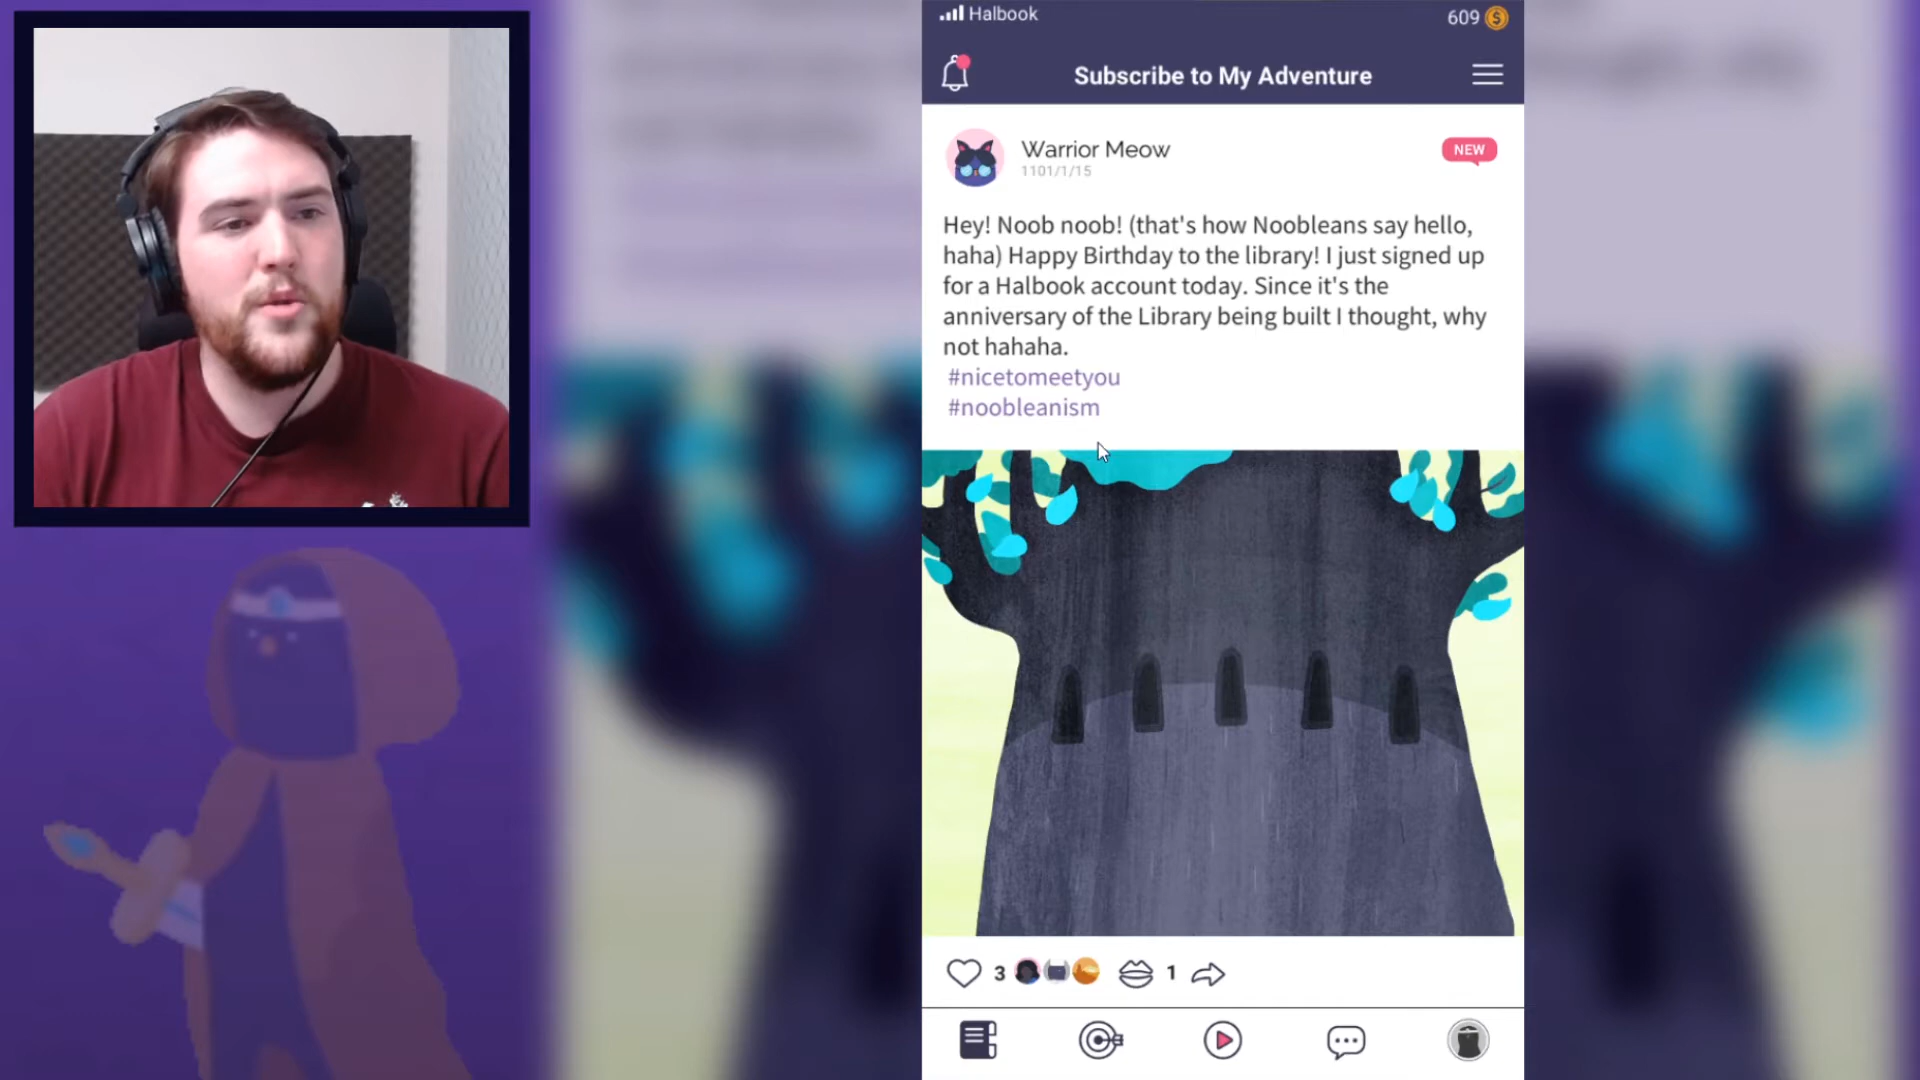 Halbook
609
Subscribe to My Adventure
Warrior Meow
NEW
1101/1/15
Hey! Noob noob! (that's how Noobleans say hello,
haha) Happy Birthday to the library! I just signed up
for a Halbook account today. Since it's the
anniversary of the Library being built I thought, why
not hahaha.
#nicetomeetyou
#noobleanism
3
1